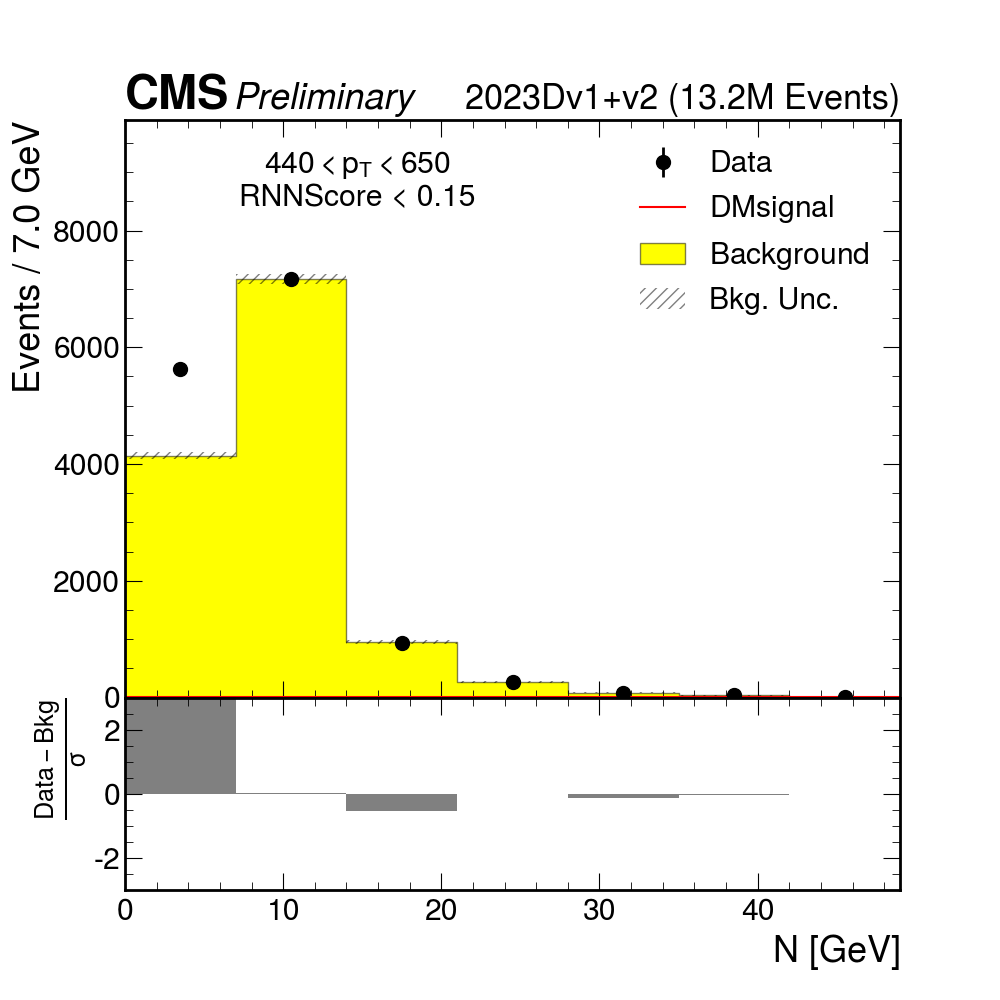 CMS Preliminary 2023Dv1+v2 (13.2M Events)
Events / 7.0 GeV
440 < pT < 650
RNNScore < 0.15
Data
DMsignal
Background
Bkg. Unc.
8000
6000
4000
2000
0
Data – Bkg
σ
2
0
-2
0 10 20 30 40
N [GeV]